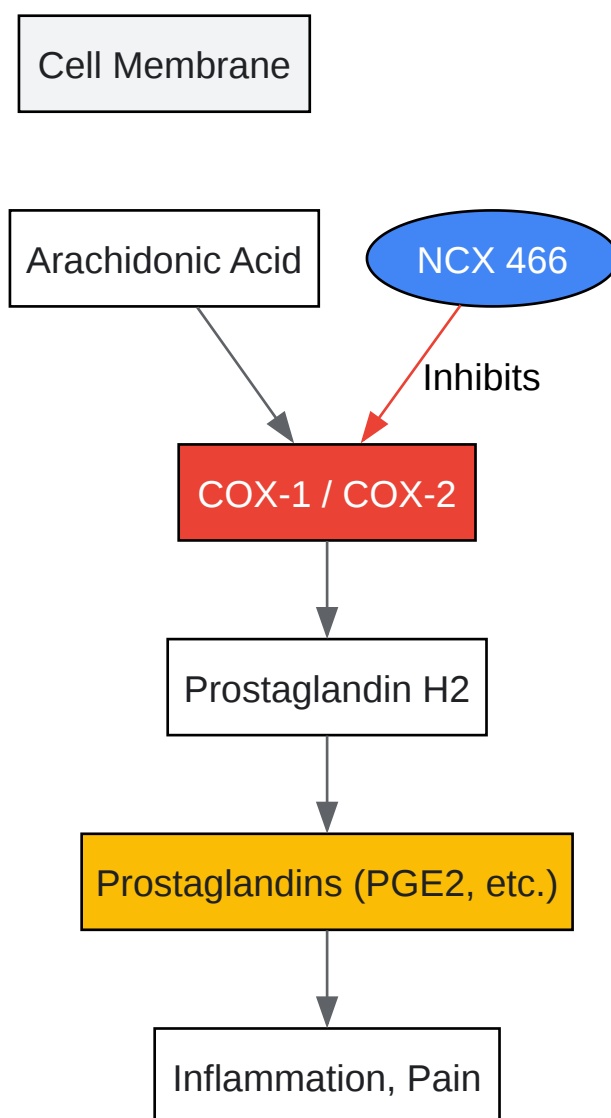 Cell Membrane
Arachidonic Acid
NCX 466
Inhibits
COX-1 / COX-2
Prostaglandin H2
Prostaglandins (PGE2, etc.)
Inflammation, Pain